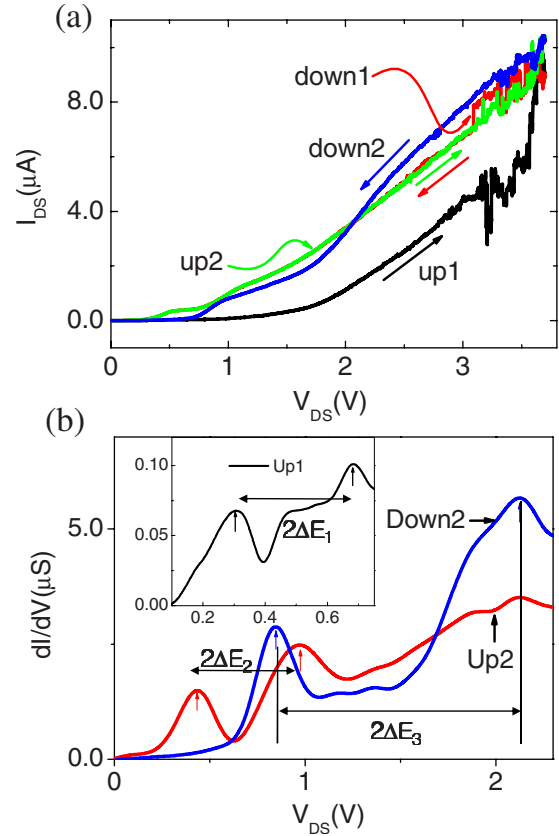 (a)
I_DS(μA)
8.0
4.0
0.0
down1
down2
up2
up1
0 1 2 3
V_DS(V)
(b)
dI/dV(μS)
5.0
0.0
0.10
0.05
0.00
Up1
2ΔE_1
0.2 0.4 0.6
Down2
2ΔE_2
Up2
2ΔE_3
0 1 2
V_DS(V)